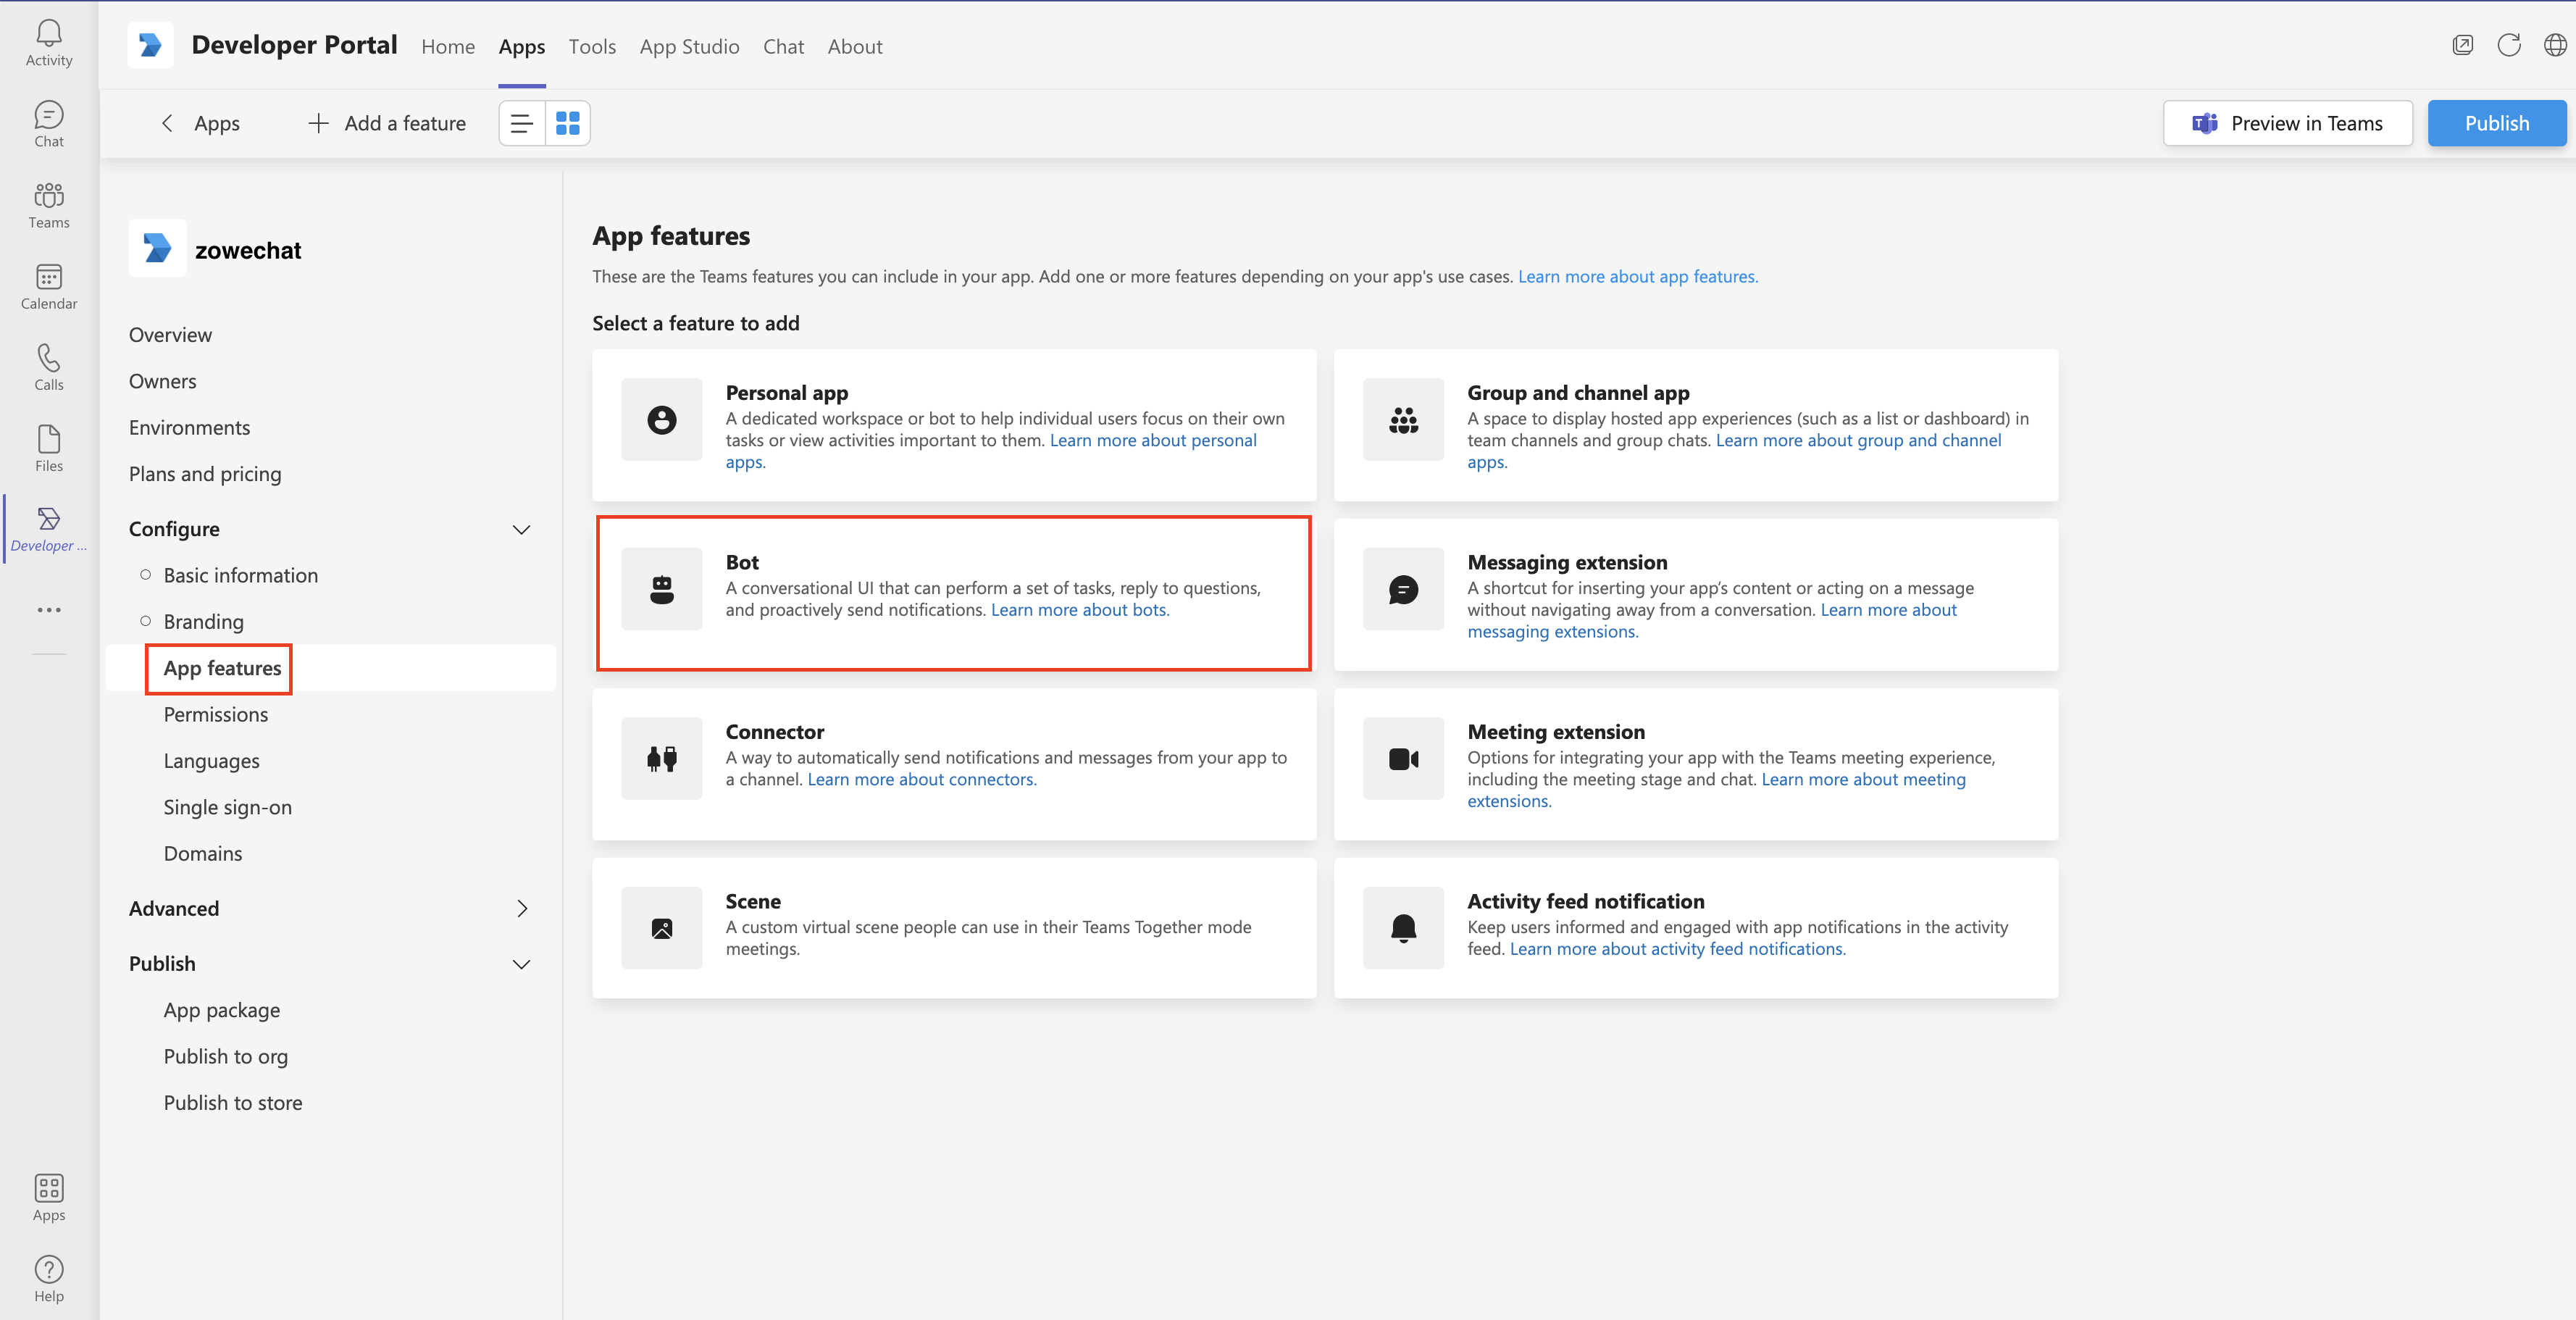 Activity
Chat
Teams
Calendar
Calls
Files
Developer ...
Apps
Help
Developer Portal
Home
Apps
Tools
App Studio
Chat
About
Apps
Add a feature
Preview in Teams
Publish
zowechat
Overview
Owners
Environments
Plans and pricing
Configure
Basic information
Branding
App features
Permissions
Languages
Single sign-on
Domains
Advanced
Publish
App package
Publish to org
Publish to store
App features
These are the Teams features you can include in your app. Add one or more features depending on your app's use cases. Learn more about app features.
Select a feature to add
Personal app
A dedicated workspace or bot to help individual users focus on their own
tasks or view activities important to them. Learn more about personal
apps.
Group and channel app
A space to display hosted app experiences (such as a list or dashboard) in
team channels and group chats. Learn more about group and channel
apps.
Bot
A conversational UI that can perform a set of tasks, reply to questions,
and proactively send notifications. Learn more about bots.
Messaging extension
A shortcut for inserting your app’s content or acting on a message
without navigating away from a conversation. Learn more about
messaging extensions.
Connector
A way to automatically send notifications and messages from your app to
a channel. Learn more about connectors.
Meeting extension
Options for integrating your app with the Teams meeting experience,
including the meeting stage and chat. Learn more about meeting
extensions.
Scene
A custom virtual scene people can use in their Teams Together mode
meetings.
Activity feed notification
Keep users informed and engaged with app notifications in the activity
feed. Learn more about activity feed notifications.